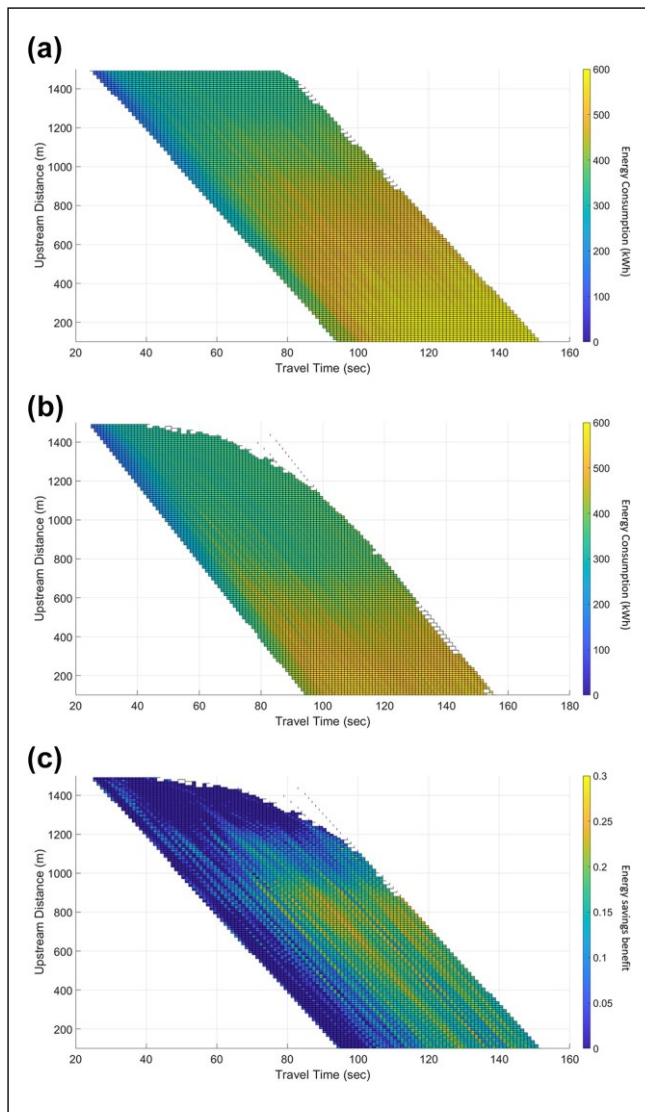 (a)
1400
1200
1000
800
600
400
200
Upstream Distance (m)
20 40 60 80 100 120 140 160
Travel Time (sec)
600
500
400
300
200
100
0
Energy Consumption (kWh)
(b)
1400
1200
1000
800
600
400
200
Upstream Distance (m)
20 40 60 80 100 120 140 160 180
Travel Time (sec)
600
500
400
300
200
100
0
Energy Consumption (kWh)
(c)
1400
1200
1000
800
600
400
200
Upstream Distance (m)
20 40 60 80 100 120 140 160
Travel Time (sec)
0.3
0.25
0.2
0.15
0.1
0.05
0
Energy savings benefit